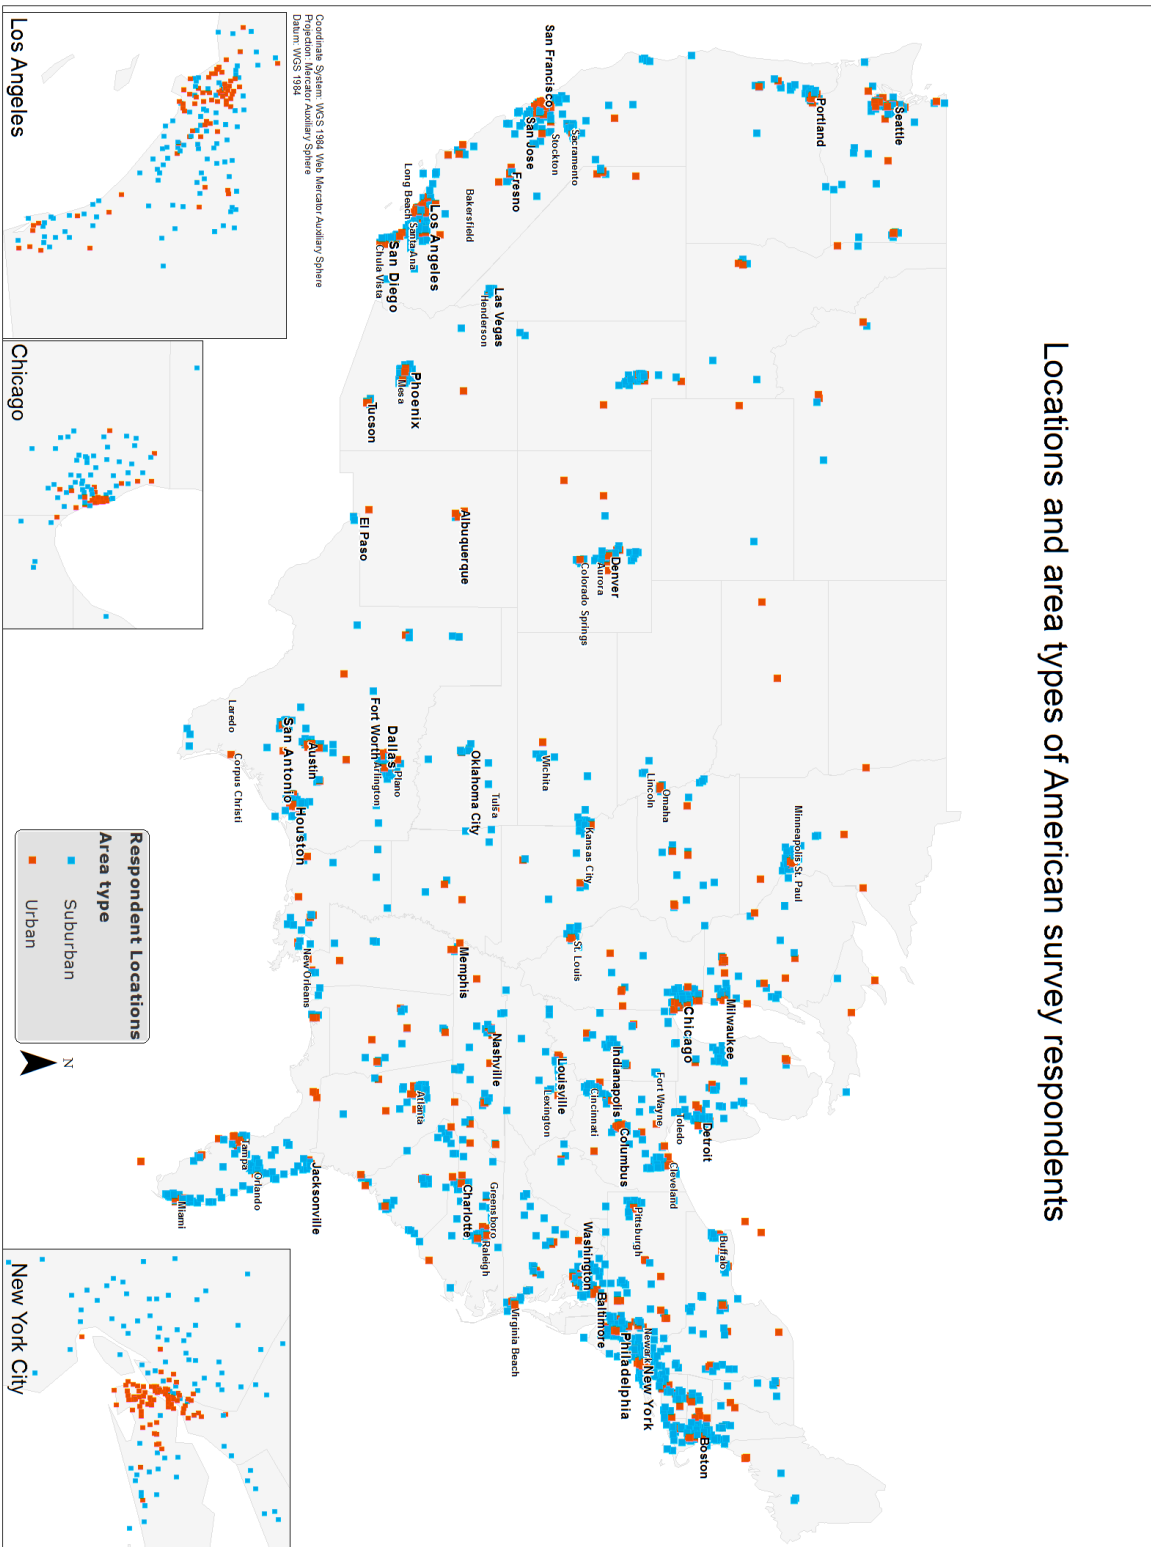 Locations and area types of American survey respondents
Seattle
Portland
Minneapolis
St. Paul
Milwaukee
Buffalo
Boston
Detroit
Toledo
Cleveland
Chicago
Fort Wayne
Omaha
Lincoln
Newark
New York
Pittsburgh
Philadelphia
Columbus
Indianapolis
Denver
Aurora
Colorado Springs
Baltimore
Washington
Cincinnati
Kansas City
St. Louis
Sacramento
Stockton
San Francisco
San Jose
Louisville
Lexington
Wichita
Fresno
Virginia Beach
Las Vegas
Henderson
Nashville
Greensboro
Raleigh
Tulsa
Oklahoma City
Bakersfield
Albuquerque
Memphis
Charlotte
Los Angeles
Long Beach
Santa Ana
Phoenix
Mesa
Atlanta
San Diego
Chula Vista
Plano
Dallas
Fort Worth
Arlington
Tucson
El Paso
Jacksonville
Austin
San Antonio
Houston
New Orleans
Orlando
Tampa
Laredo
Corpus Christi
Miami
Coordinate System: WGS 1984 Web Mercator Auxiliary Sphere
Projection: Mercator Auxiliary Sphere
Datum: WGS 1984
Respondent Locations
Area type
Suburban
Urban
N
Los Angeles
Chicago
New York City